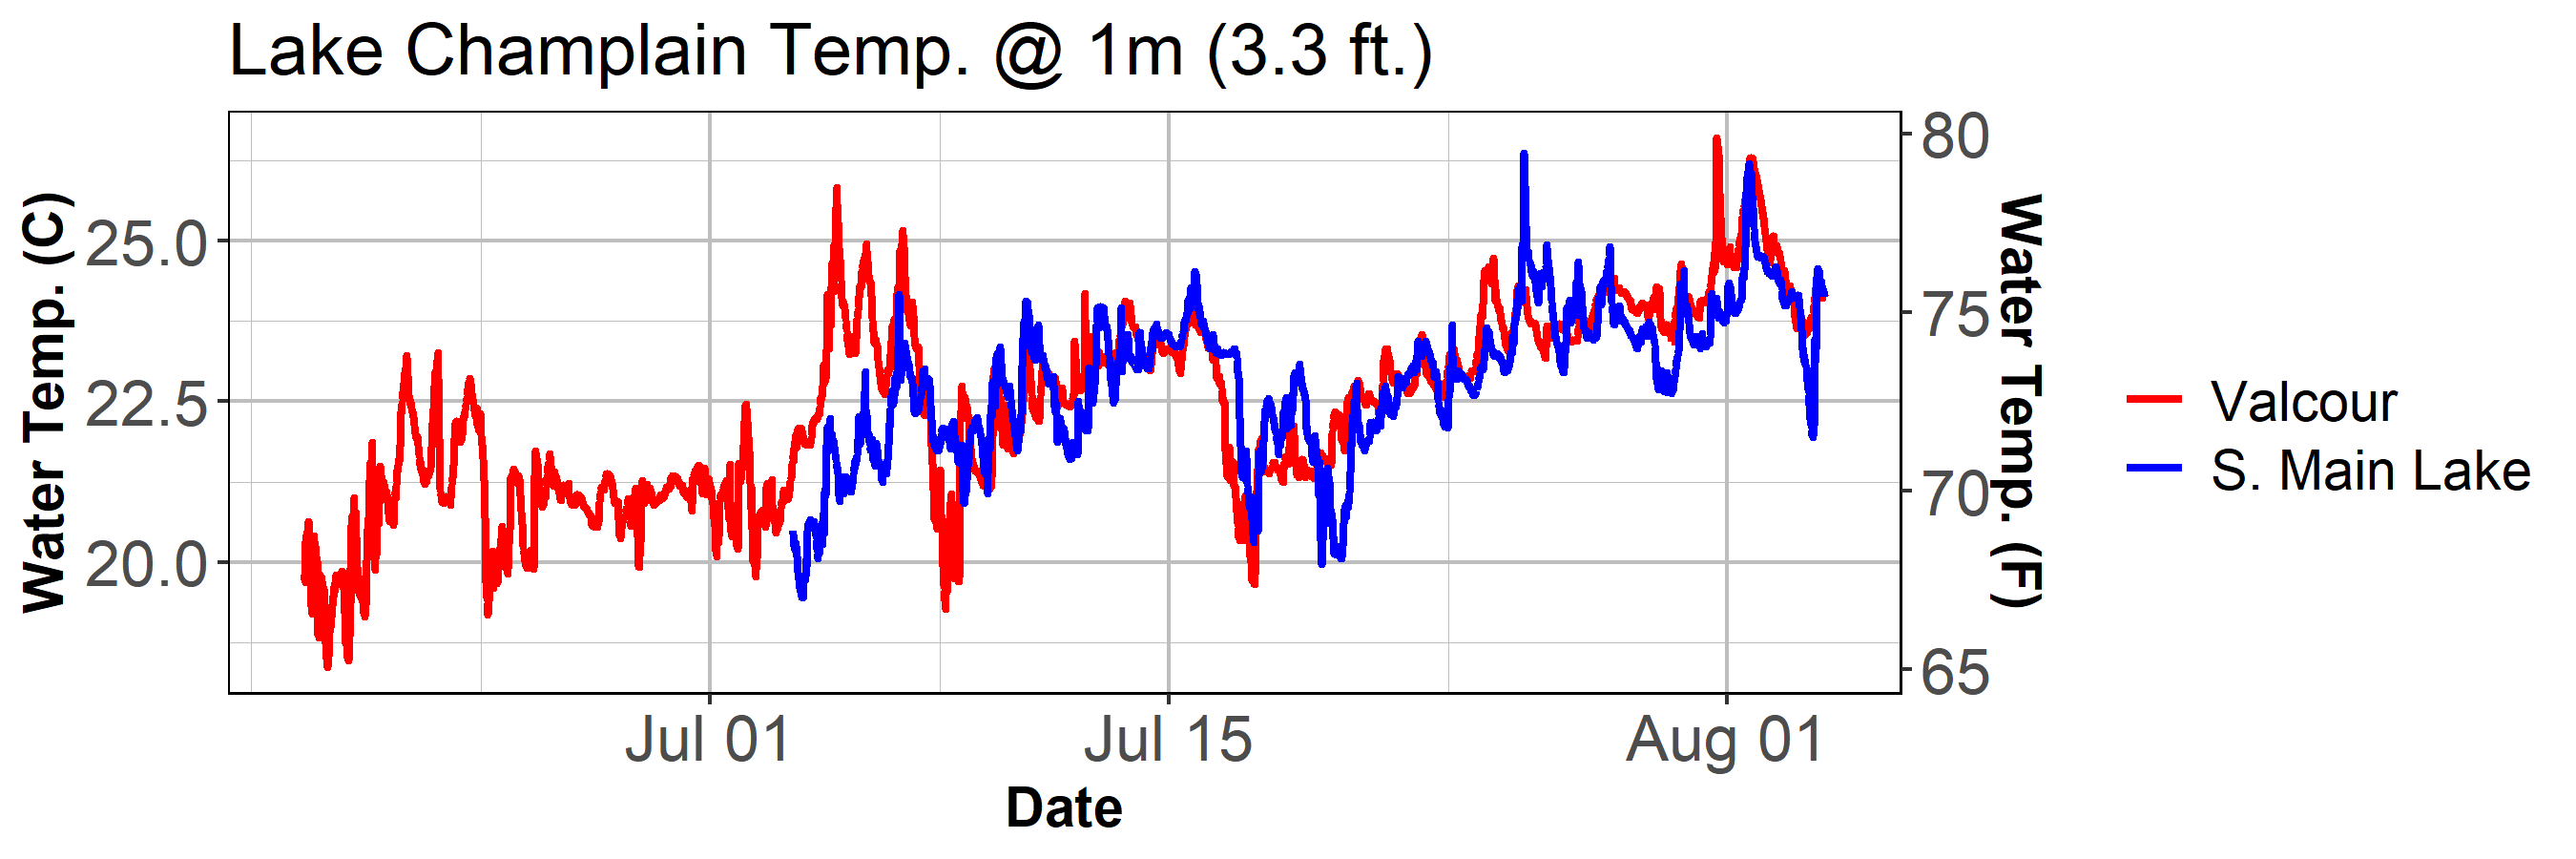 Lake Champlain Temp. @ 1m (3.3 ft.)
Water Temp. (C)
25.0
22.5
20.0
80
75
70
65
Water Temp. (F)
Jul 01
Jul 15
Aug 01
Date
Valcour
S. Main Lake